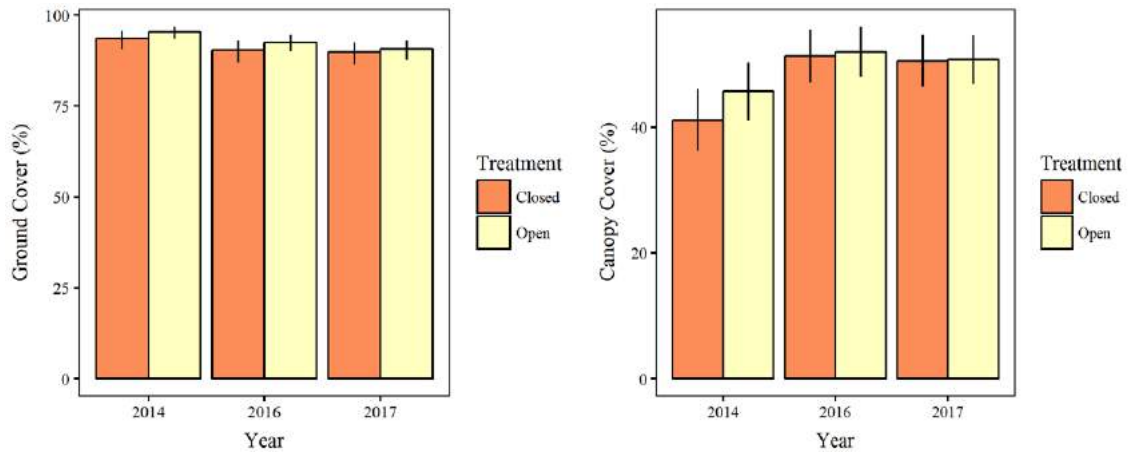 100
75
50
25
0
Ground Cover (%)
2014
2016
2017
Year
Treatment
Closed
Open
40
20
0
Canopy Cover (%)
2014
2016
2017
Year
Treatment
Closed
Open